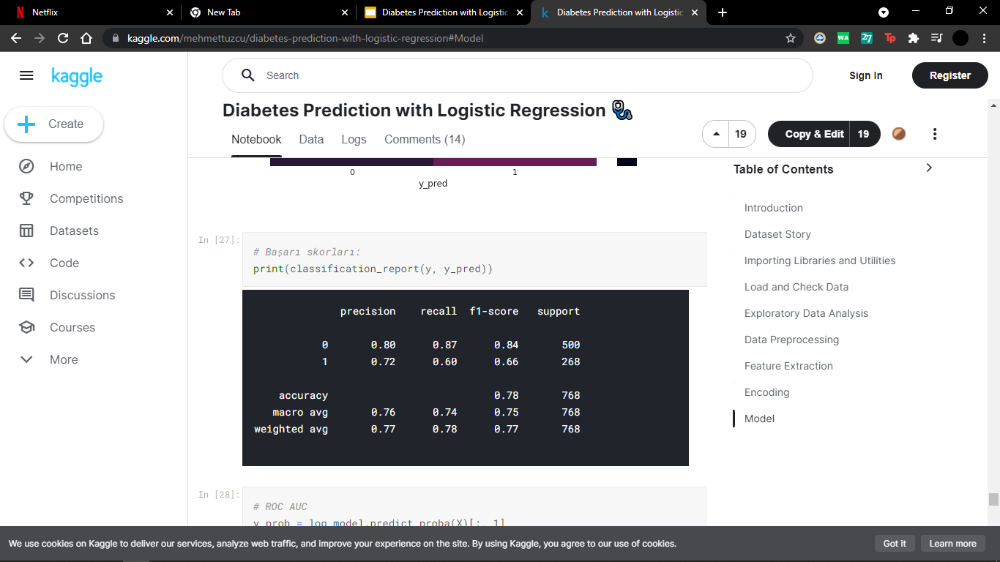 Netflix
New Tab
Diabetes Prediction with Logistic
Diabetes Prediction with Logistic
kaggle.com/mehmettuzcu/diabetes-prediction-with-logistic-regression#Model
WA
27
Tp
kaggle
Search
Sign In
Register
Create
Home
Competitions
Datasets
Code
Discussions
Courses
More
Diabetes Prediction with Logistic Regression
19
Copy & Edit 19
Notebook Data Logs Comments (14)
0 1
y_pred
In [27]:
# Başarı skorları:
print(classification_report(y, y_pred))
precision recall f1-score support
0 0.80 0.87 0.84 500
1 0.72 0.60 0.66 268
accuracy 0.78 768
macro avg 0.76 0.74 0.75 768
weighted avg 0.77 0.78 0.77 768
In [28]:
# ROC AUC
y_prob = log_model.predict_proba(X)[:, 1]
Table of Contents
Introduction
Dataset Story
Importing Libraries and Utilities
Load and Check Data
Exploratory Data Analysis
Data Preprocessing
Feature Extraction
Encoding
Model
We use cookies on Kaggle to deliver our services, analyze web traffic, and improve your experience on the site. By using Kaggle, you agree to our use of cookies.
Got it
Learn more